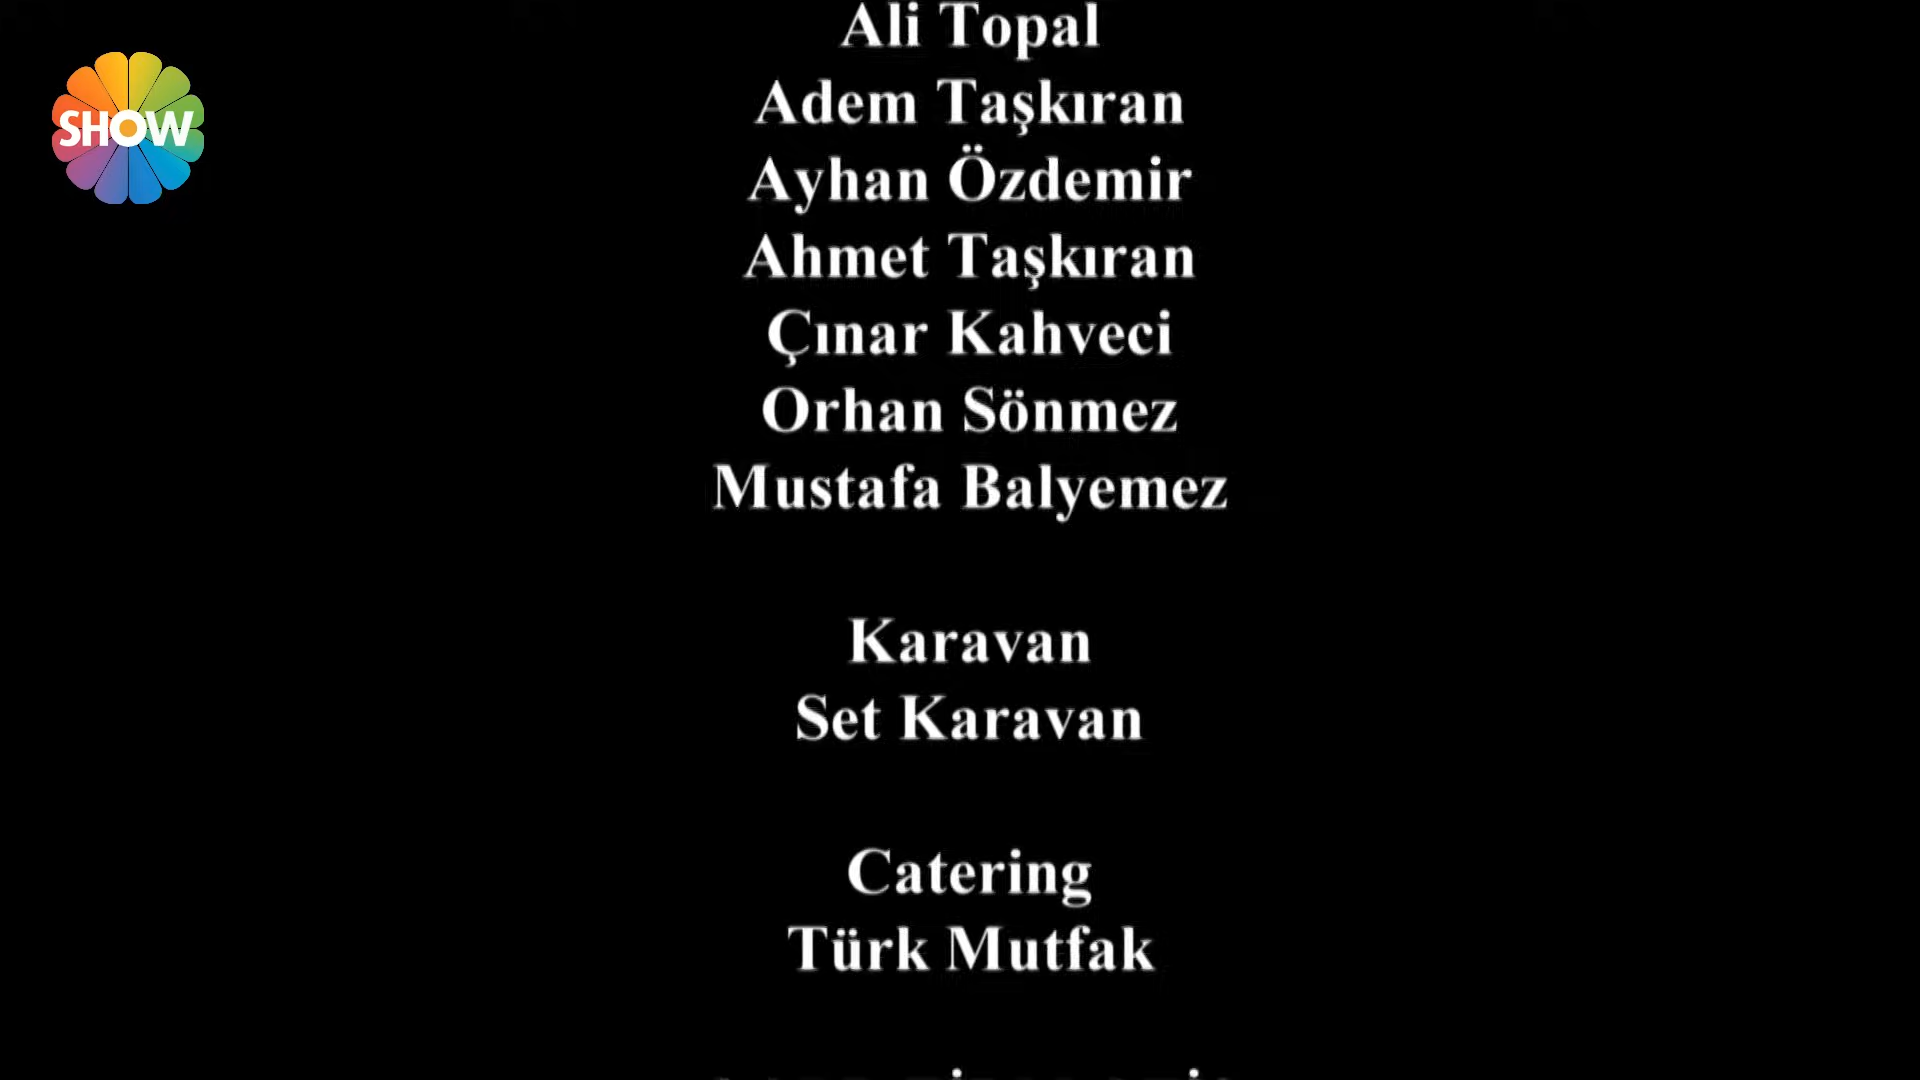 Ali Topal
SHOW
Adem Taşkıran
Ayhan Özdemir
Ahmet Taşkıran
Çınar Kahveci
Orhan Sönmez
Mustafa Balyemez
Karavan
Set Karavan
Catering
Türk Mutfak